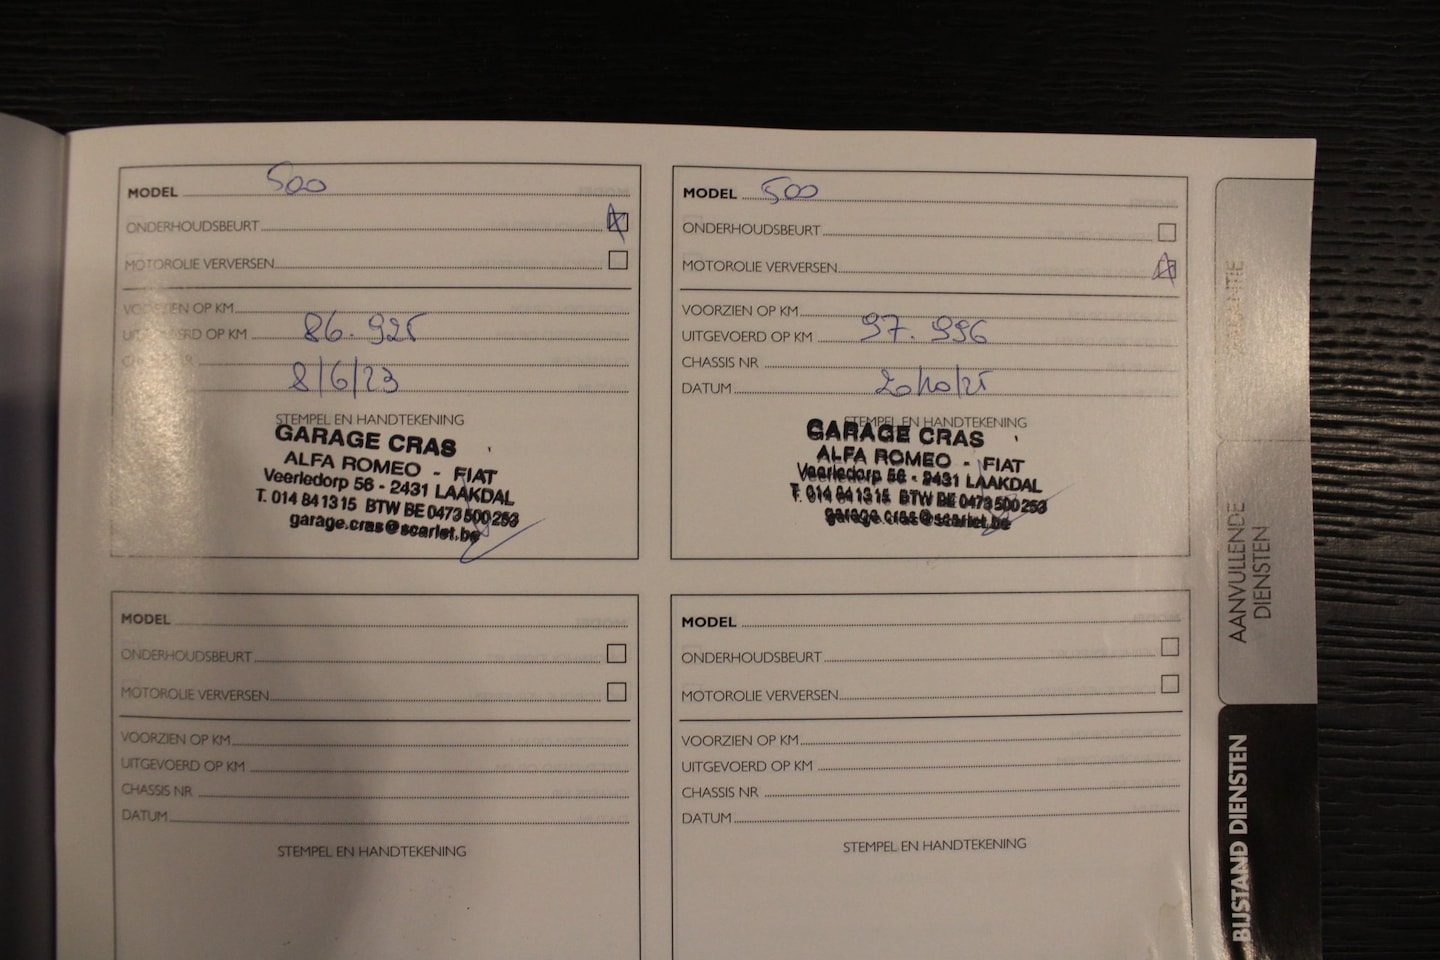 MODEL 500
ONDERHOUDSBEURT
MOTOROLIE VERVERSEN
VOORZIEN OP KM
UITGEVOERD OP KM 86.925
CHASSIS NR
DATUM 8/6/23
STEMPEL EN HANDTEKENING
GARAGE CRAS
ALFA ROMEO - FIAT
Veerledorp 56 - 2431 LAAKDAL
T. 014 84 13 15 BTW BE 0473 500 253
garage.cras@scarlet.be
MODEL 500
ONDERHOUDSBEURT
MOTOROLIE VERVERSEN
VOORZIEN OP KM
UITGEVOERD OP KM 97.996
CHASSIS NR
DATUM 20/10/25
STEMPEL EN HANDTEKENING
GARAGE CRAS
ALFA ROMEO - FIAT
Veerledorp 56 - 2431 LAAKDAL
T. 014 84 13 15 BTW BE 0473 500 253
garage.cras@scarlet.be
MODEL
ONDERHOUDSBEURT
MOTOROLIE VERVERSEN
VOORZIEN OP KM
UITGEVOERD OP KM
CHASSIS NR
DATUM
STEMPEL EN HANDTEKENING
MODEL
ONDERHOUDSBEURT
MOTOROLIE VERVERSEN
VOORZIEN OP KM
UITGEVOERD OP KM
CHASSIS NR
DATUM
STEMPEL EN HANDTEKENING
GARANTIE
AANVULLENDE
DIENSTEN
BIJSTAND DIENSTEN